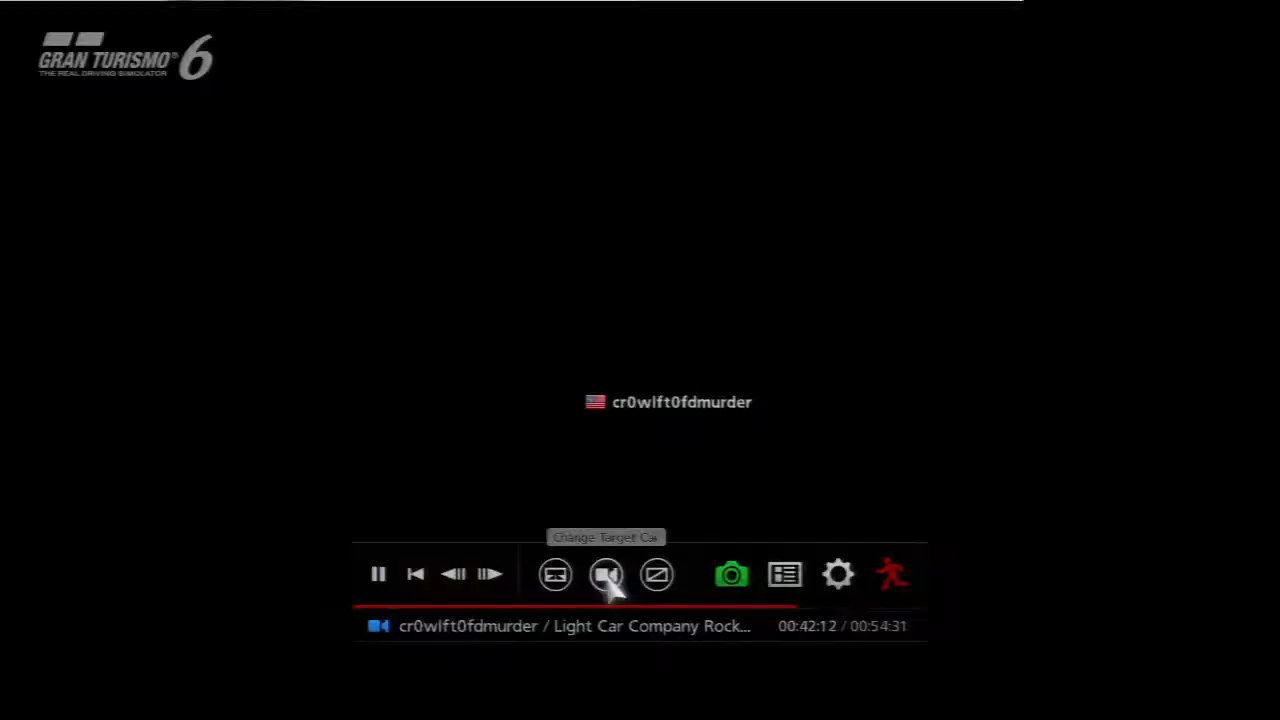 GRAN TURISMO® 6
THE REAL DRIVING SIMULATOR
cr0wlft0fdmurder
Change Target Car
cr0wlft0fdmurder / Light Car Company Rock...
00:42:12 / 00:54:31